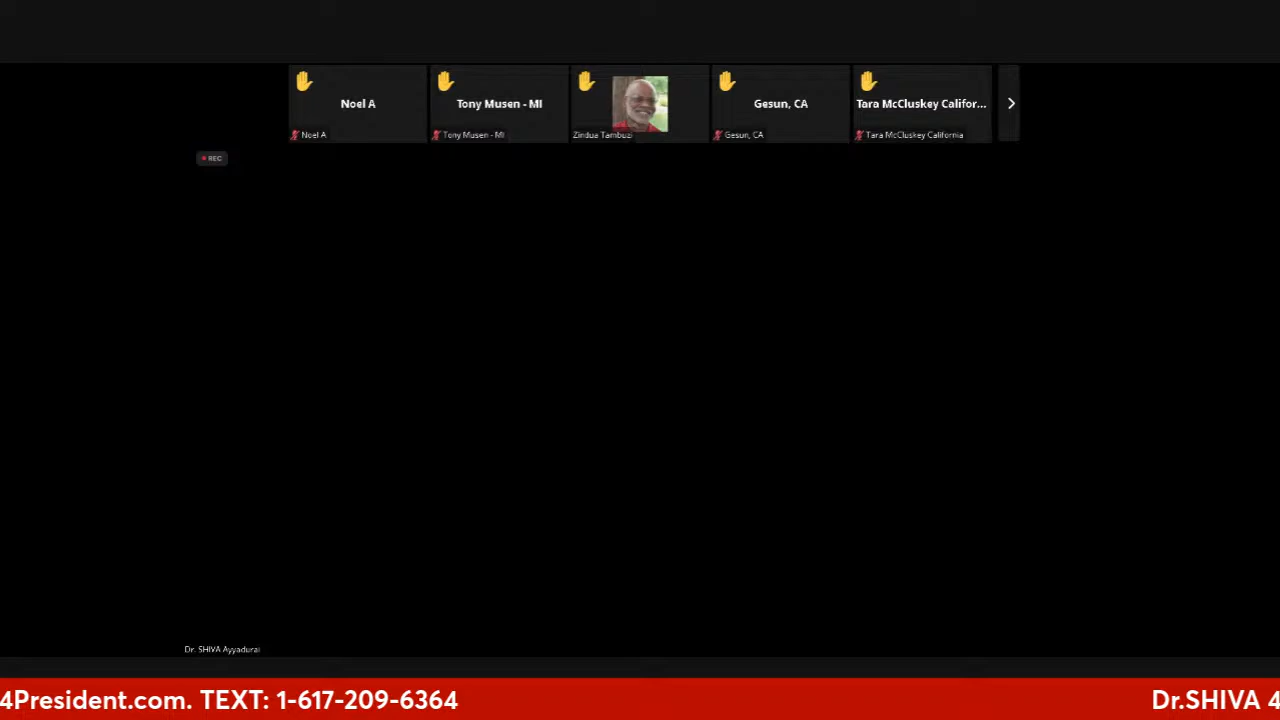 Noel A
Tony Musen - MI
Gesun, CA
Tara McCluskey Califor...
Noel A
Tony Musen - MI
Zindua Tambuzi
Gesun, CA
Tara McCluskey California
REC
Dr. SHIVA Ayyadurai
4President.com. TEXT: 1-617-209-6364
Dr.SHIVA 4